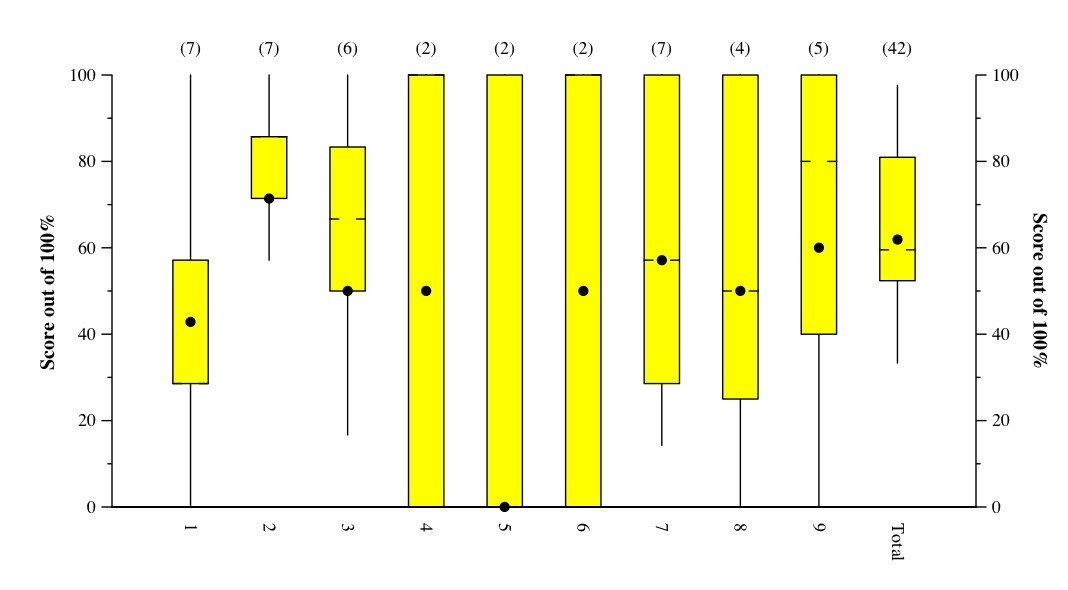 (7) (7) (6) (2) (2) (2) (7) (4) (5) (42)
100 100
80 80
60 60
40 40
20 20
0 0
Score out of 100%
Score out of 100%
1 2 3 4 5 6 7 8 9 Total